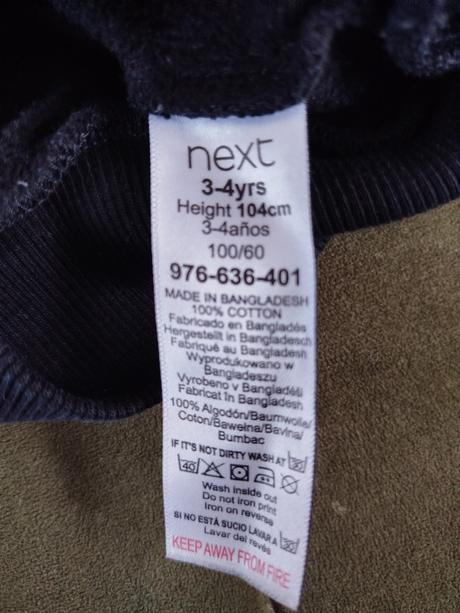 next
3-4yrs
Height 104cm
3-4años
100/60
976-636-401
MADE IN BANGLADESH
100% COTTON
Fabricado en Bangladés
Hergestellt in Bangladesch
Fabriqué au Bangladesh
Wyprodukowano w
Bangladeszu
Vyrobeno v Bangladéši
Fabricat în Bangladesh
100% Algodón/Baumwolle/
Coton/Bawełna/Bavlna/
Bumbac
IF IT'S NOT DIRTY WASH AT 30
40
Wash inside out
Do not iron print
Iron on reverse
SI NO ESTÁ SUCIO LAVAR A 30
Lavar del revés
KEEP AWAY FROM FIRE